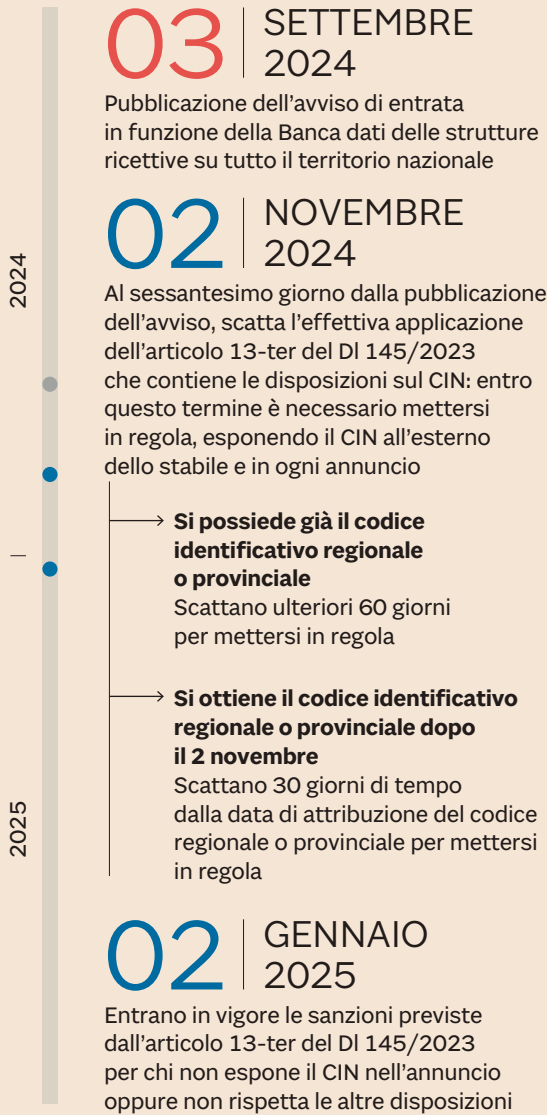 03 SETTEMBRE
2024
Pubblicazione dell'avviso di entrata
in funzione della Banca dati delle strutture
ricettive su tutto il territorio nazionale
02 NOVEMBRE
2024
Al sessantesimo giorno dalla pubblicazione
dell'avviso, scatta l'effettiva applicazione
dell'articolo 13-ter del Dl 145/2023
che contiene le disposizioni sul CIN: entro
questo termine è necessario mettersi
in regola, esponendo il CIN all'esterno
dello stabile e in ogni annuncio
Si possiede già il codice
identificativo regionale
o provinciale
Scattano ulteriori 60 giorni
per mettersi in regola
Si ottiene il codice identificativo
regionale o provinciale dopo
il 2 novembre
Scattano 30 giorni di tempo
dalla data di attribuzione del codice
regionale o provinciale per mettersi
in regola
02 GENNAIO
2025
Entrano in vigore le sanzioni previste
dall'articolo 13-ter del Dl 145/2023
per chi non espone il CIN nell'annuncio
oppure non rispetta le altre disposizioni
2024
|
2025